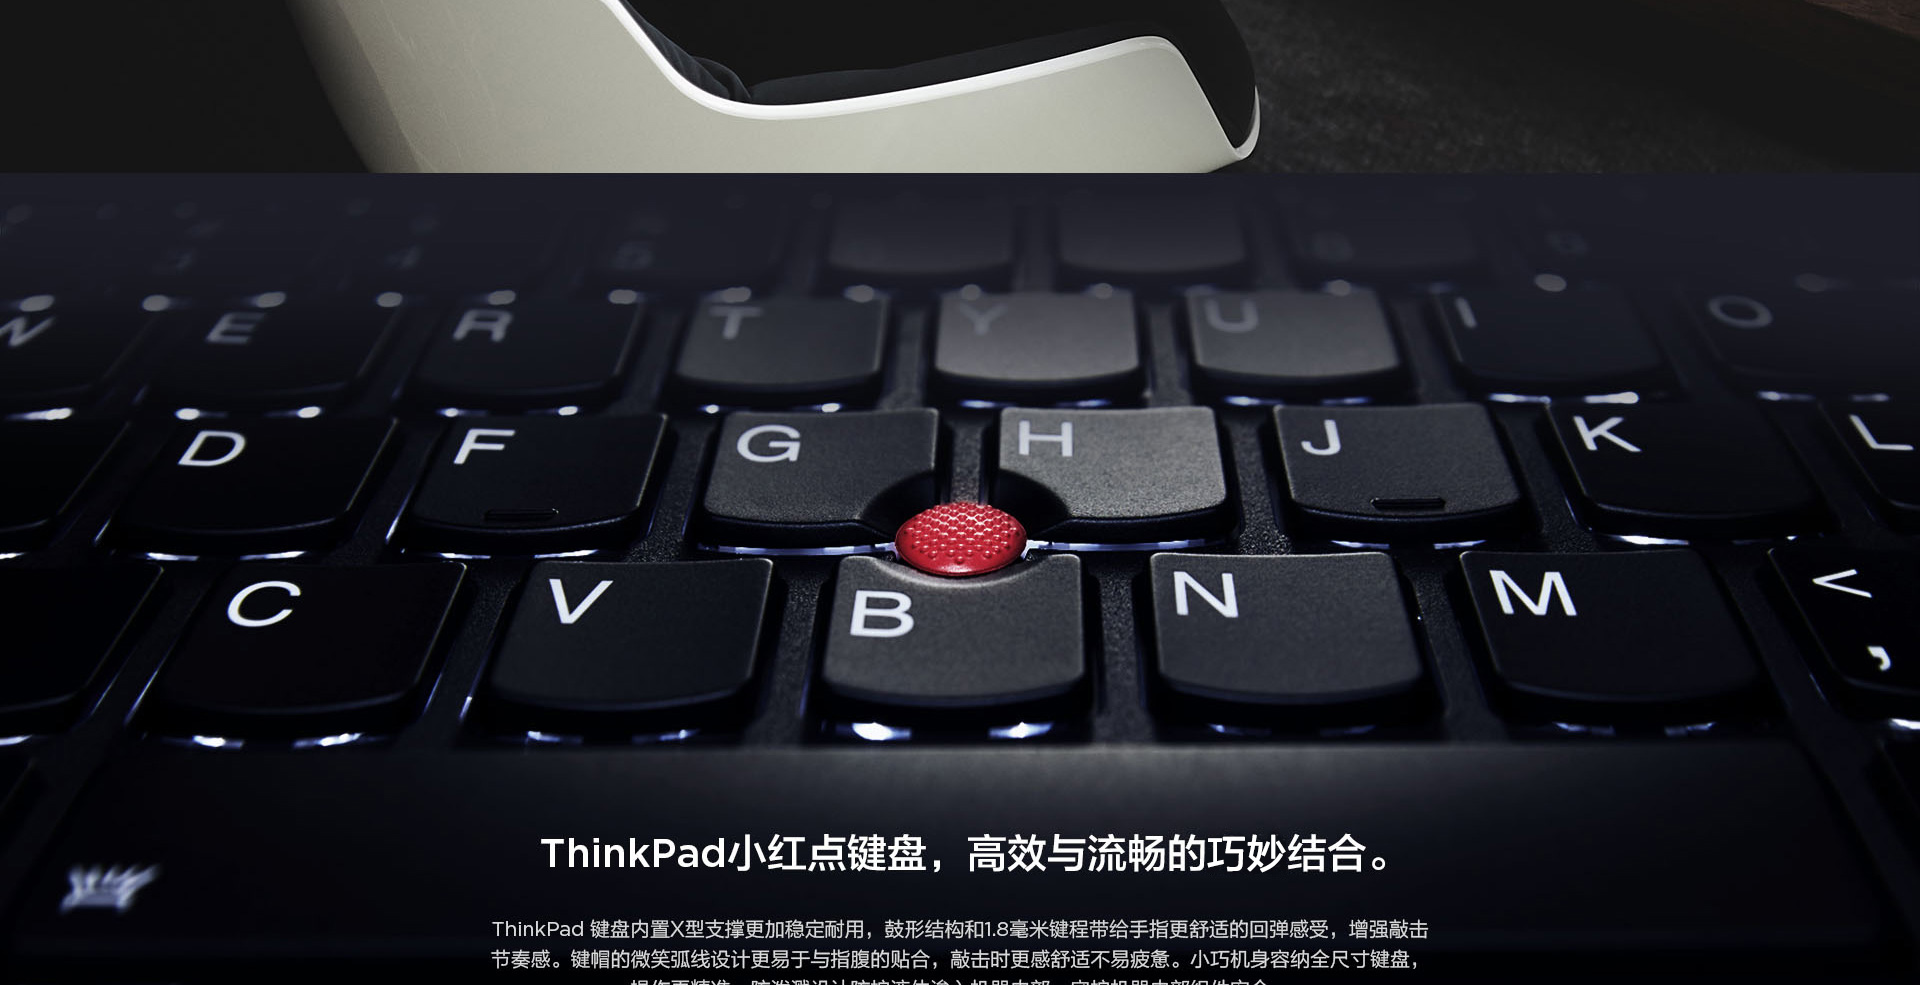 W E R T Y U I O
D F G H J K L
C V B N M <
,
ThinkPad小红点键盘，高效与流畅的巧妙结合。
ThinkPad 键盘内置X型支撑更加稳定耐用，鼓形结构和1.8毫米键程带给手指更舒适的回弹感受，增强敲击
节奏感。键帽的微笑弧线设计更易于与指腹的贴合，敲击时更感舒适不易疲惫。小巧机身容纳全尺寸键盘，